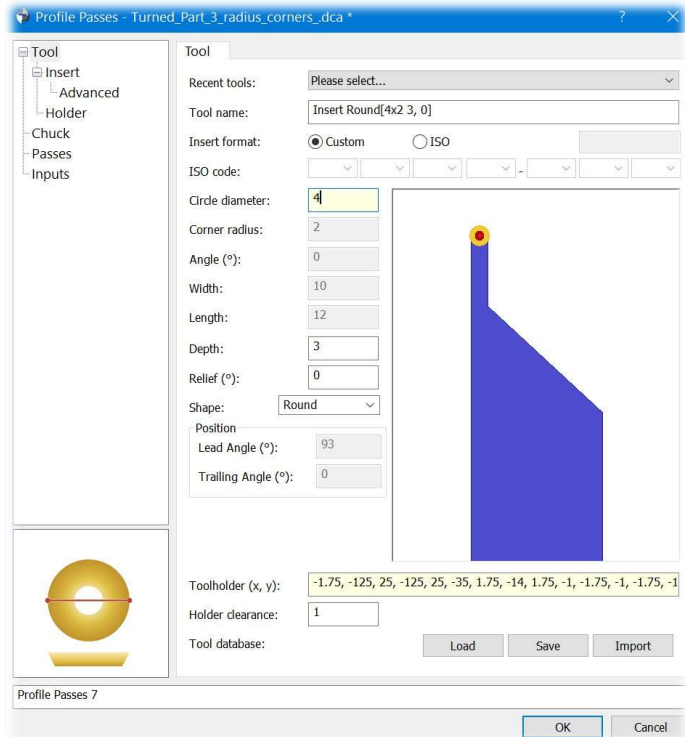 Profile Passes - Turned_Part_3_radius_corners_.dca *
Tool
Insert
Advanced
Holder
Chuck
Passes
Inputs
Tool
Recent tools: Please select...
Tool name: Insert Round[4x2 3, 0]
Insert format: Custom ISO
ISO code: -
Circle diameter: 4
Corner radius: 2
Angle (º): 0
Width: 10
Length: 12
Depth: 3
Relief (º): 0
Shape: Round
Position
Lead Angle (º): 93
Trailing Angle (º): 0
Toolholder (x, y): -1.75, -125, 25, -125, 25, -35, 1.75, -14, 1.75, -1, -1.75, -1, -1.75, -1
Holder clearance: 1
Tool database: Load Save Import
Profile Passes 7
OK Cancel